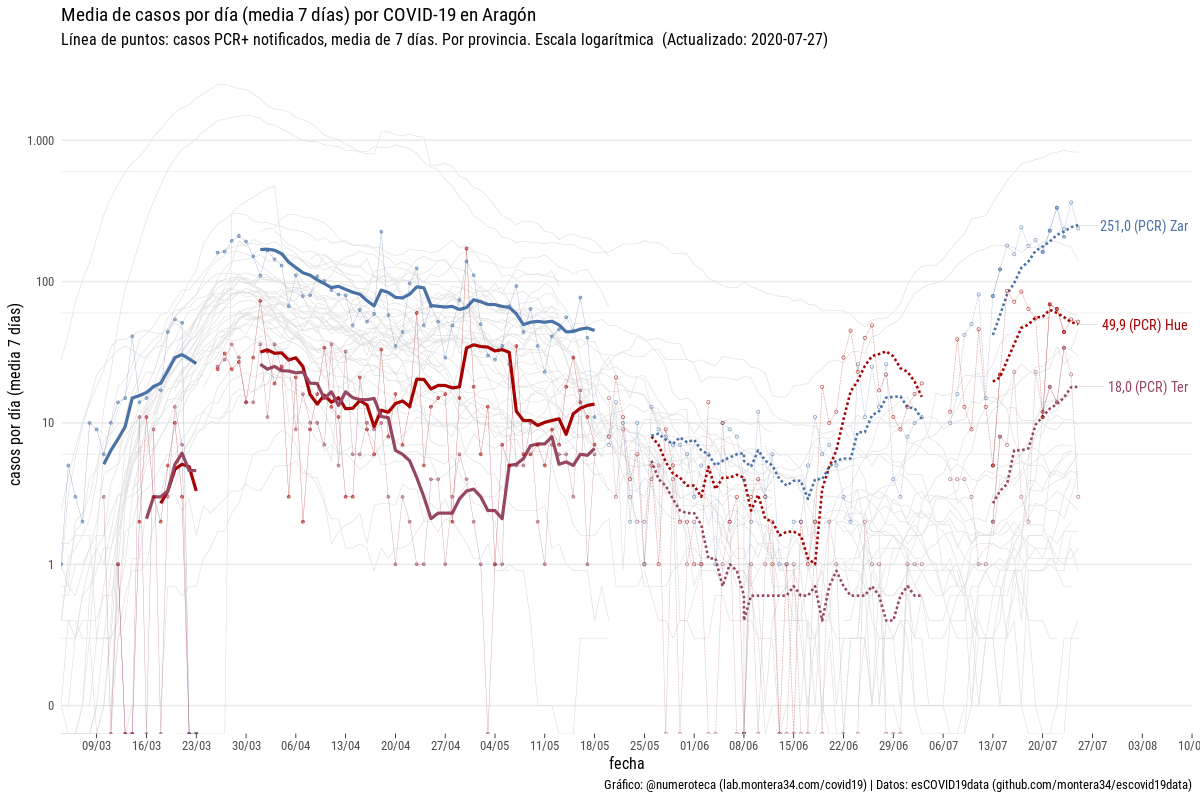 Media de casos por día (media 7 días) por COVID-19 en Aragón
Línea de puntos: casos PCR+ notificados, media de 7 días. Por provincia. Escala logarítmica (Actualizado: 2020-07-27)
casos por día (media 7 días)
1.000
100
10
1
0
251,0 (PCR) Zar
49,9 (PCR) Hue
18,0 (PCR) Ter
09/03 16/03 23/03 30/03 06/04 13/04 20/04 27/04 04/05 11/05 18/05 25/05 01/06 08/06 15/06 22/06 29/06 06/07 13/07 20/07 27/07 03/08 10/0
fecha
Gráfico: @numeroteca (lab.montera34.com/covid19) | Datos: esCOVID19data (github.com/montera34/escovid19data)